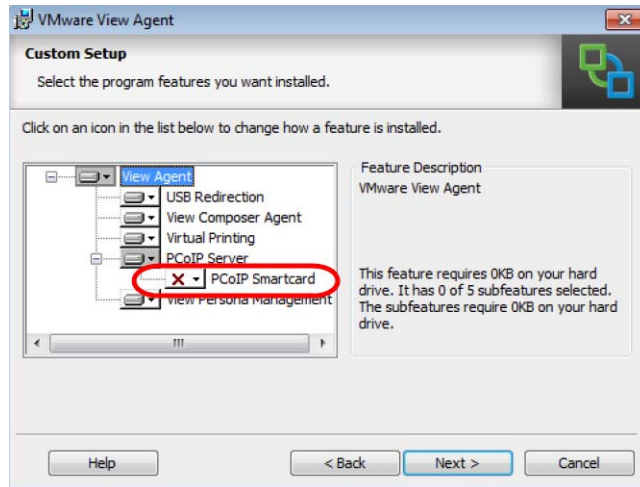 VMware View Agent
Custom Setup
Select the program features you want installed.
Click on an icon in the list below to change how a feature is installed.
View Agent
USB Redirection
View Composer Agent
Virtual Printing
PCoIP Server
PCoIP Smartcard
View Persona Management
Feature Description
VMware View Agent
This feature requires 0KB on your hard
drive. It has 0 of 5 subfeatures selected.
The subfeatures require 0KB on your hard
drive.
Help
< Back
Next >
Cancel